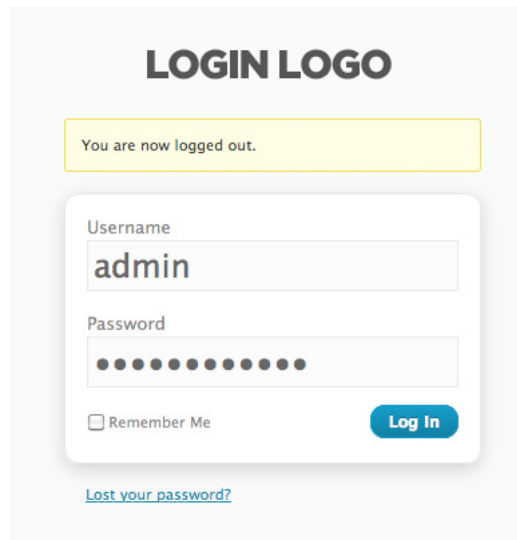 LOGIN LOGO
You are now logged out.
Username
admin
Password
••••••••••••
Remember Me
Log In
Lost your password?